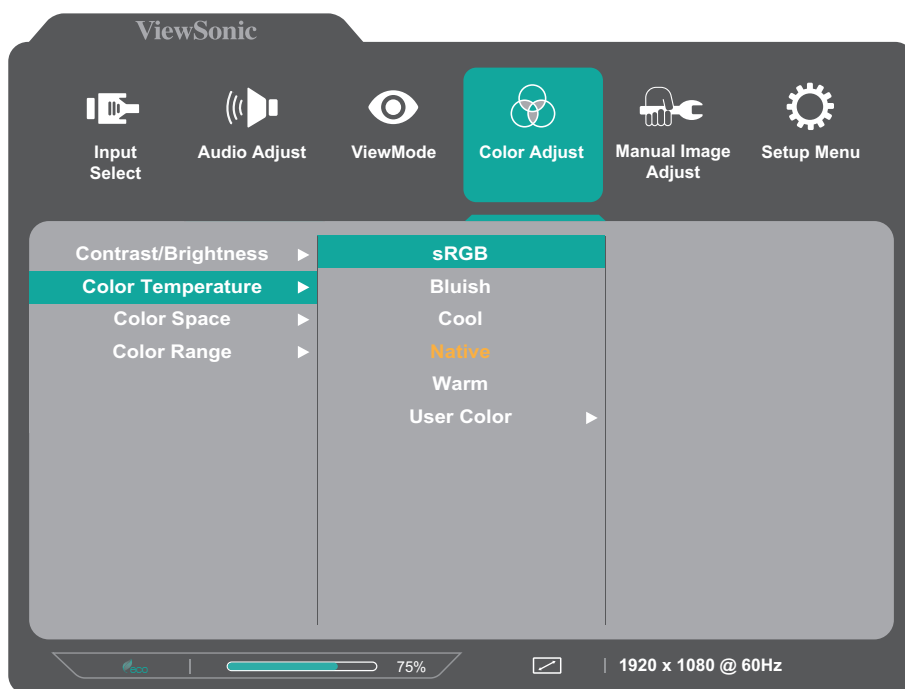 ViewSonic
Input
Select
Audio Adjust
ViewMode
Color Adjust
Manual Image
Adjust
Setup Menu
Contrast/Brightness
Color Temperature
Color Space
Color Range
sRGB
Bluish
Cool
Native
Warm
User Color
eco
75%
1920 x 1080 @ 60Hz